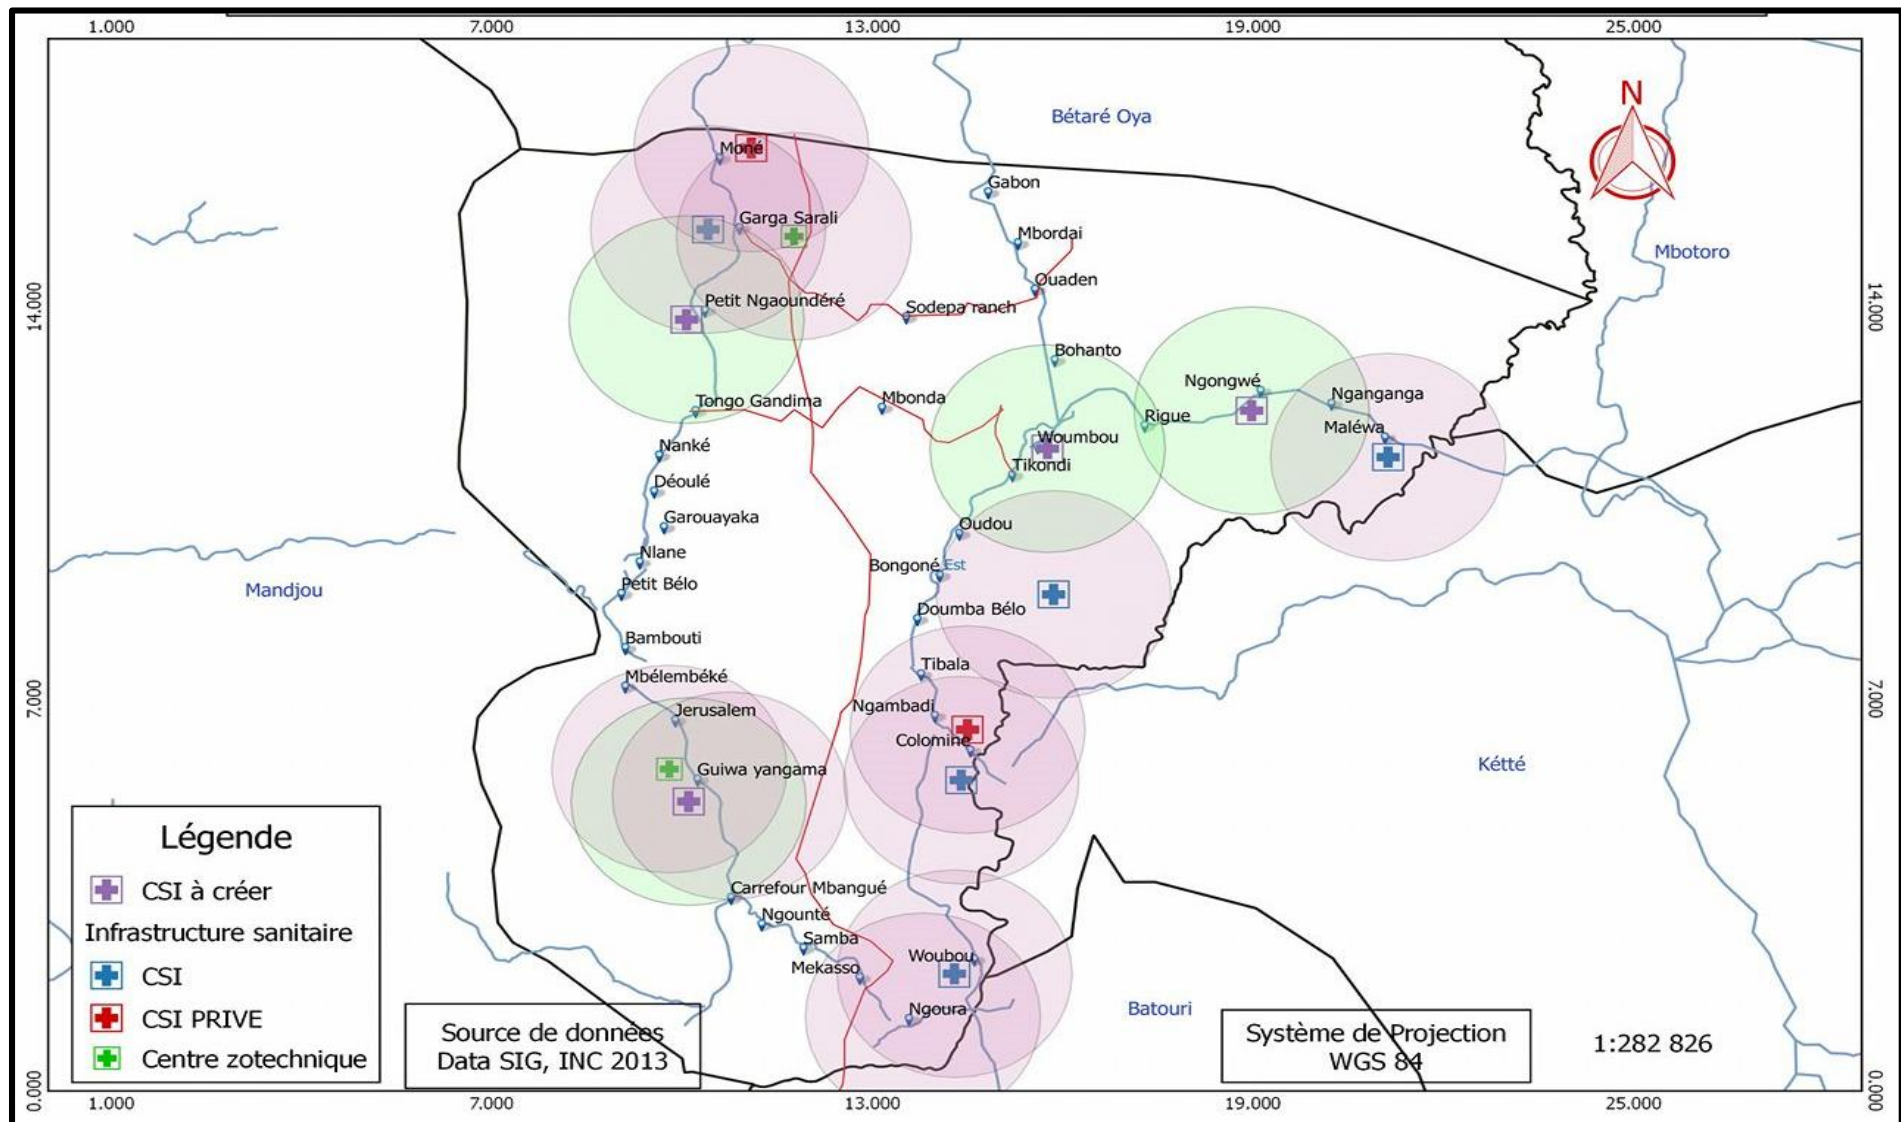 1.000 7.000 13.000 19.000 25.000
N
Bétaré Oya
Moné
Gabon
Garga Sarali
Mbordai
Mbotoro
Ouaden
14.000
14.000
Petit Ngaoundéré
Sodepa ranch
Bohanto
Ngongwé
Nganganga
Tongo Gandima
Mbonda
Rigue
Maléwa
Woumbou
Nanké
Tikondi
Déoulé
Garouayaka
Oudou
Nlane
Bongoné
Est
Petit Bélo
Mandjou
Doumba Bélo
Bambouti
Tibala
Mbélembéké
7.000
7.000
Jerusalem
Ngambadi
Colomine
Guiwa yangama
Kétté
Légende
CSI à créer
Infrastructure sanitaire
CSI
CSI PRIVE
Centre zotechnique
Carrefour Mbangué
Ngounté
Samba
Mekasso
Woubou
Ngoura
Batouri
Source de données
Data SIG, INC 2013
Système de Projection
WGS 84
1:282 826
0.000
0.000
1.000 7.000 13.000 19.000 25.000